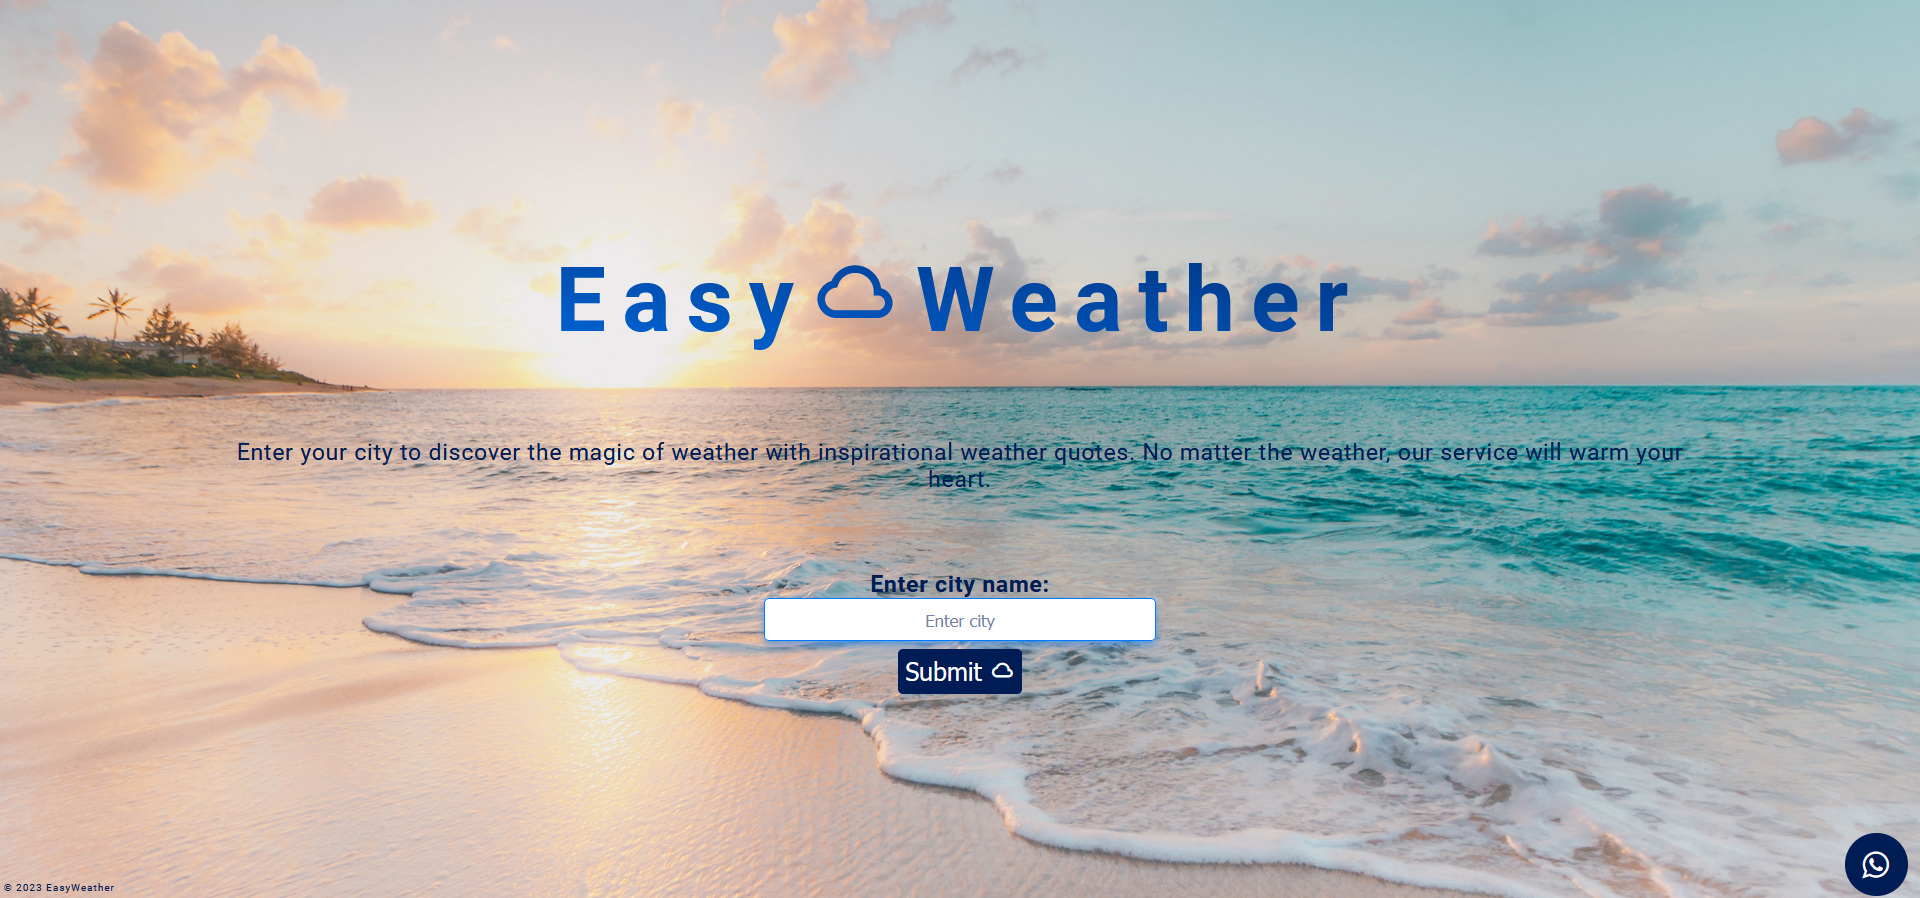 Easy Weather
Enter your city to discover the magic of weather with inspirational weather quotes. No matter the weather, our service will warm your
heart.
Enter city name:
Enter city
Submit
© 2023 EasyWeather